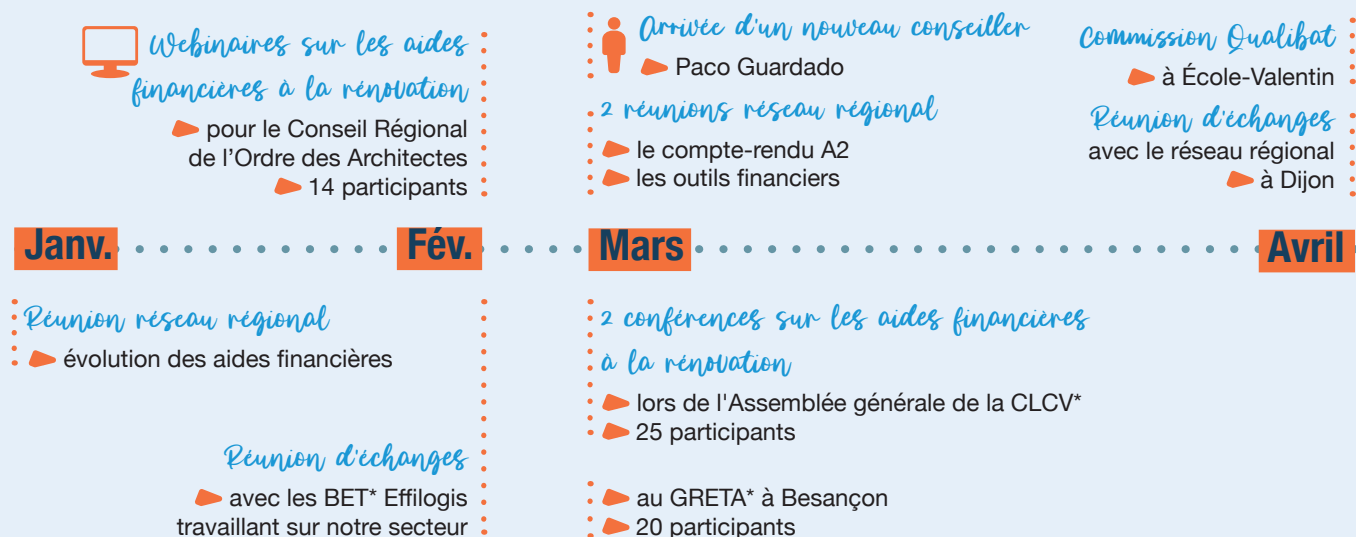 Webinaires sur les aides
financières à la rénovation
pour le Conseil Régional
de l'Ordre des Architectes
14 participants
Arrivée d'un nouveau conseiller
Paco Guardado
2 réunions réseau régional
le compte-rendu A2
les outils financiers
Commission Qualibat
à École-Valentin
Réunion d'échanges
avec le réseau régional
à Dijon
Janv.
Fév.
Mars
Avril
Réunion réseau régional
évolution des aides financières
Réunion d'échanges
avec les BET* Effilogis
travaillant sur notre secteur
2 conférences sur les aides financières
à la rénovation
lors de l'Assemblée générale de la CLCV*
25 participants
au GRETA* à Besançon
20 participants